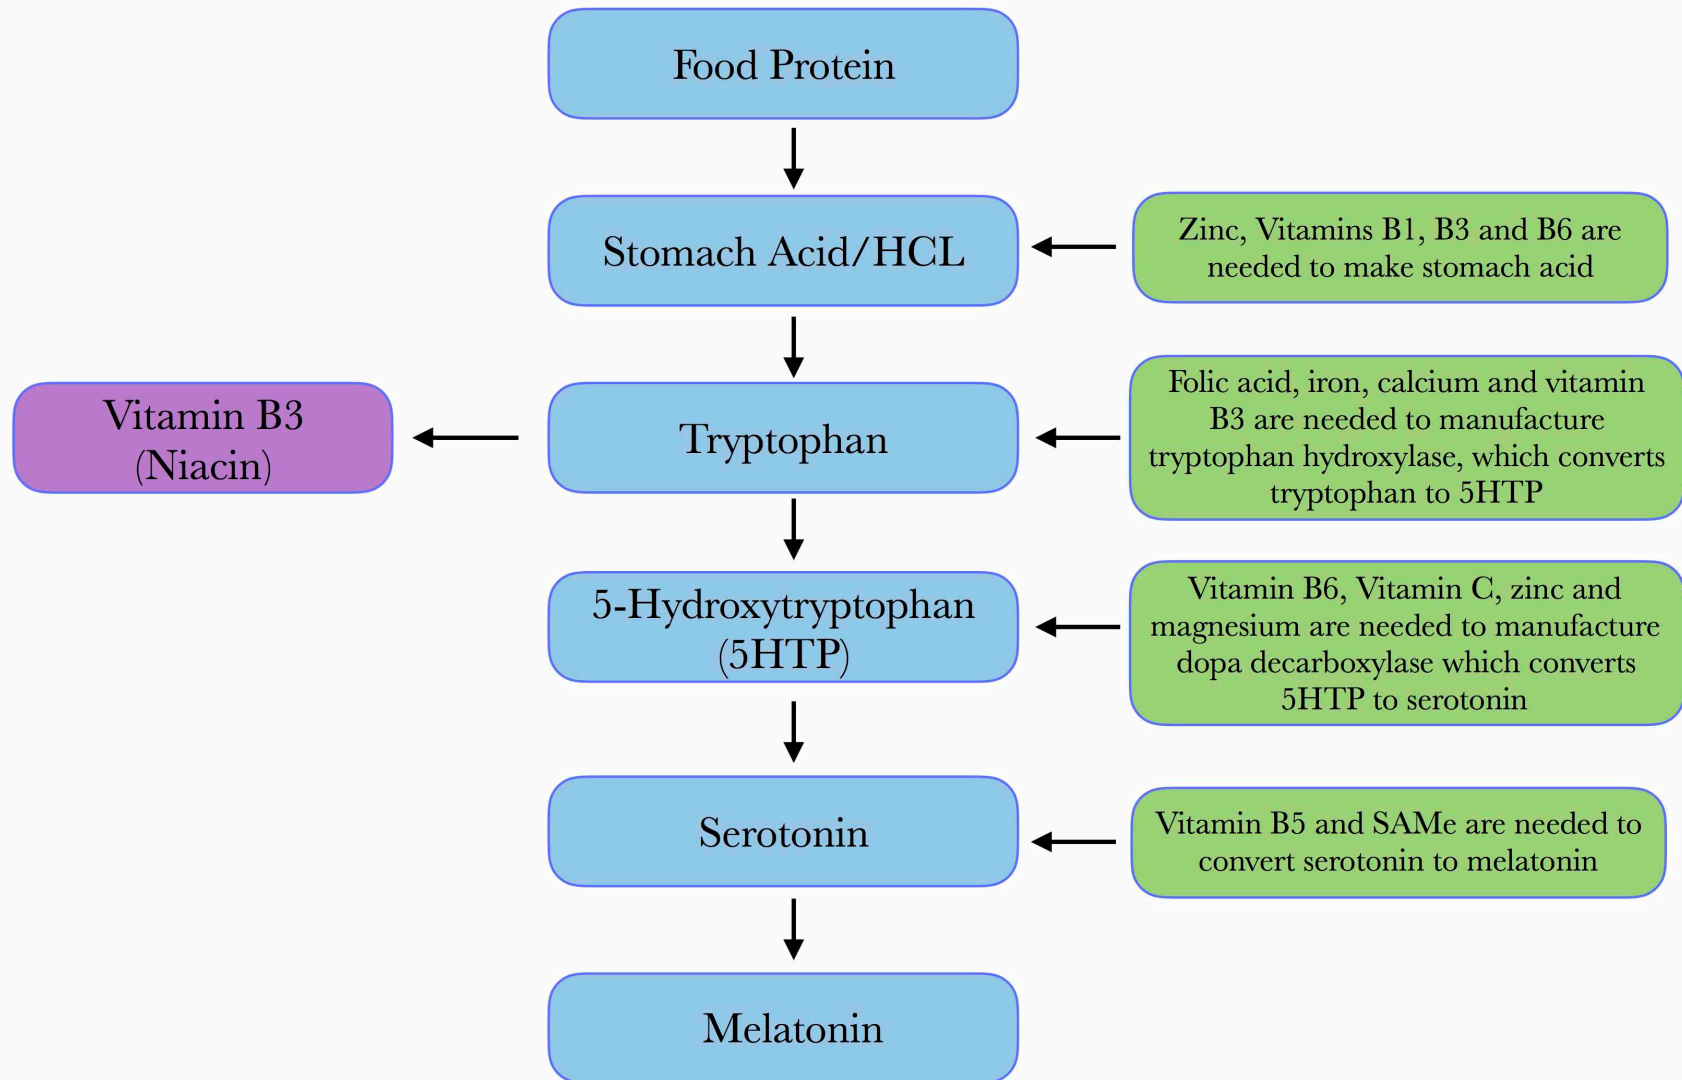 Food Protein
Stomach Acid/HCL
Zinc, Vitamins B1, B3 and B6 are
needed to make stomach acid
Vitamin B3
(Niacin)
Tryptophan
Folic acid, iron, calcium and vitamin
B3 are needed to manufacture
tryptophan hydroxylase, which converts
tryptophan to 5HTP
5-Hydroxytryptophan
(5HTP)
Vitamin B6, Vitamin C, zinc and
magnesium are needed to manufacture
dopa decarboxylase which converts
5HTP to serotonin
Serotonin
Vitamin B5 and SAMe are needed to
convert serotonin to melatonin
Melatonin